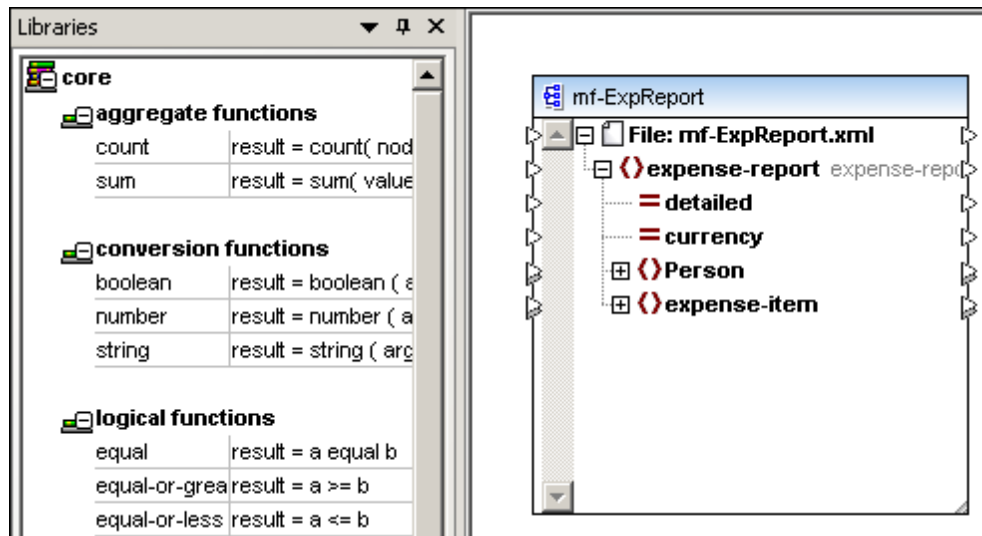 Libraries
core
aggregate functions
count result = count( nod
sum result = sum( value
conversion functions
boolean result = boolean ( a
number result = number ( a
string result = string ( arg
logical functions
equal result = a equal b
equal-or-grea result = a >= b
equal-or-less result = a <= b
mf-ExpReport
File: mf-ExpReport.xml
expense-report expense-repo
detailed
currency
Person
expense-item